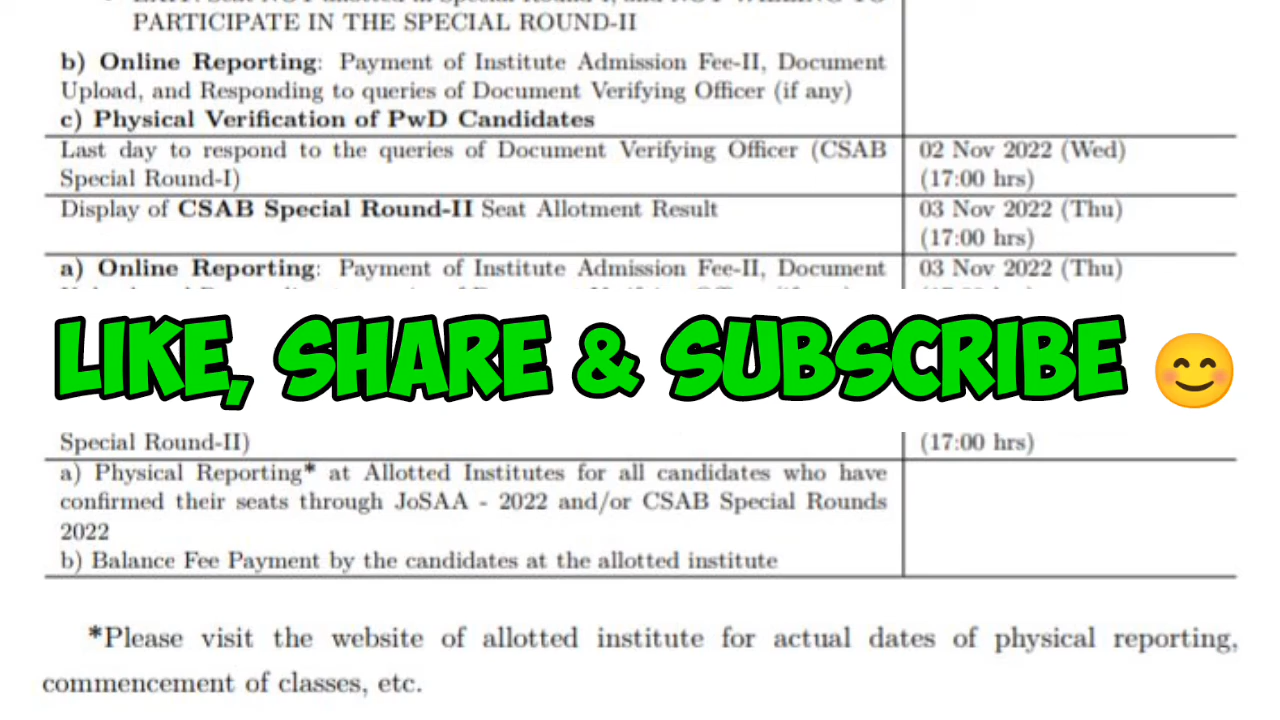 PARTICIPATE IN THE SPECIAL ROUND-II
b) Online Reporting: Payment of Institute Admission Fee-II, Document
Upload, and Responding to queries of Document Verifying Officer (if any)
c) Physical Verification of PwD Candidates
Last day to respond to the queries of Document Verifying Officer (CSAB 02 Nov 2022 (Wed)
Special Round-I) (17:00 hrs)
Display of CSAB Special Round-II Seat Allotment Result 03 Nov 2022 (Thu)
(17:00 hrs)
a) Online Reporting: Payment of Institute Admission Fee-II, Document 03 Nov 2022 (Thu)
LIKE, SHARE & SUBSCRIBE 😊
Special Round-II) (17:00 hrs)
a) Physical Reporting* at Allotted Institutes for all candidates who have
confirmed their seats through JoSAA - 2022 and/or CSAB Special Rounds
2022
b) Balance Fee Payment by the candidates at the allotted institute
*Please visit the website of allotted institute for actual dates of physical reporting,
commencement of classes, etc.